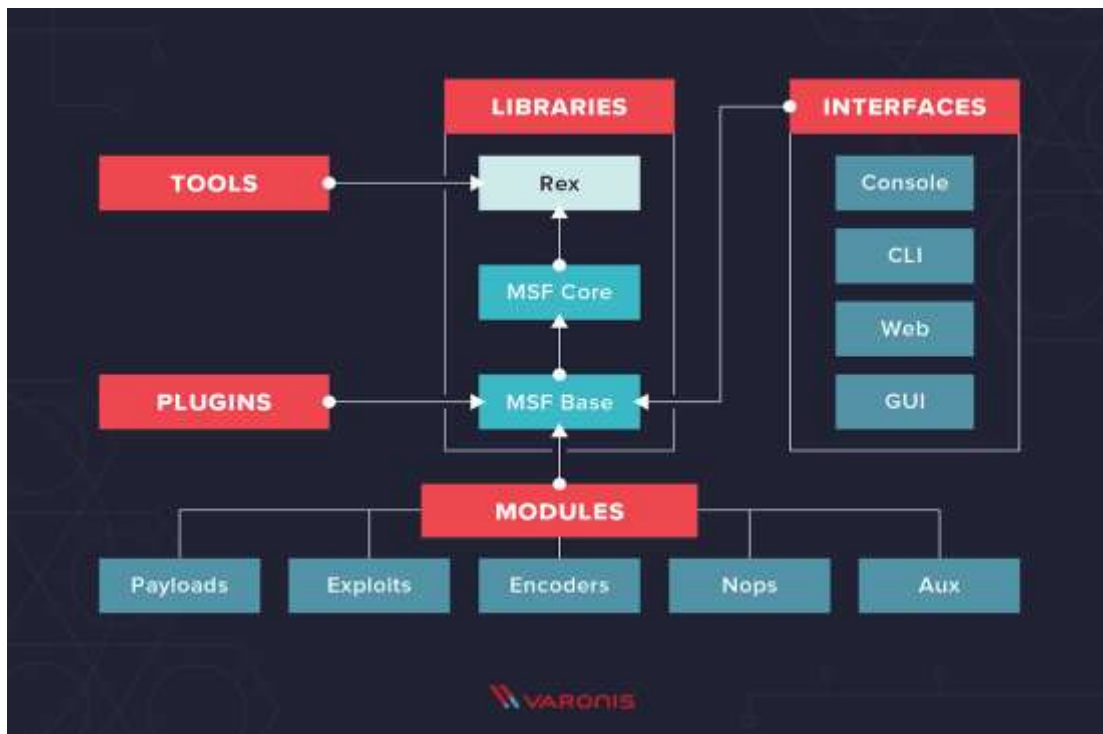 LIBRARIES
INTERFACES
TOOLS
Rex
Console
CLI
MSF Core
Web
PLUGINS
MSF Base
GUI
MODULES
Payloads
Exploits
Encoders
Nops
Aux
VARONIS